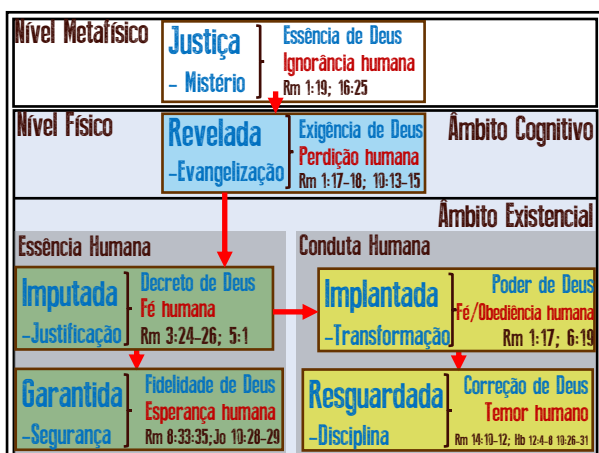 Nível Metafísico
Justiça
– Mistério
Essência de Deus
Ignorância humana
Rm 1:19; 16:25
Nível Físico
Âmbito Cognitivo
Revelada
–Evangelização
Exigência de Deus
Perdição humana
Rm 1:17–18; 10:13–15
Âmbito Existencial
Essência Humana
Imputada
–Justificação
Decreto de Deus
Fé humana
Rm 3:24–26; 5:1
Garantida
–Segurança
Fidelidade de Deus
Esperança humana
Rm 8:33:35;Jo 10:28–29
Conduta Humana
Implantada
–Transformação
Poder de Deus
Fé/Obediência humana
Rm 1:17; 6:19
Resguardada
–Disciplina
Correção de Deus
Temor humano
Rm 14:10–12; Hb 12:4–8 10:26–31